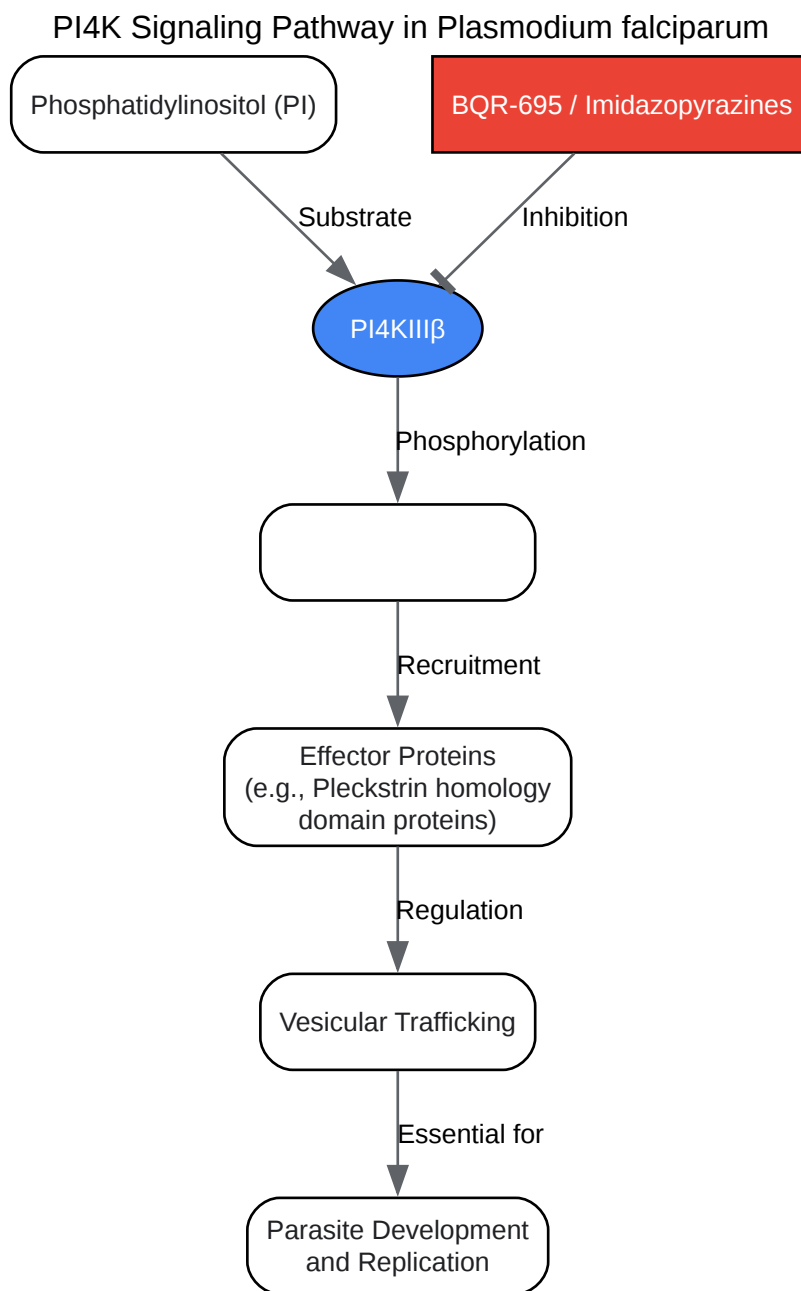 PI4K Signaling Pathway in Plasmodium falciparum
Phosphatidylinositol (PI)
BQR-695 / Imidazopyrazines
Substrate
Inhibition
PI4KIIIβ
Phosphorylation
Recruitment
Effector Proteins
(e.g., Pleckstrin homology
domain proteins)
Regulation
Vesicular Trafficking
Essential for
Parasite Development
and Replication